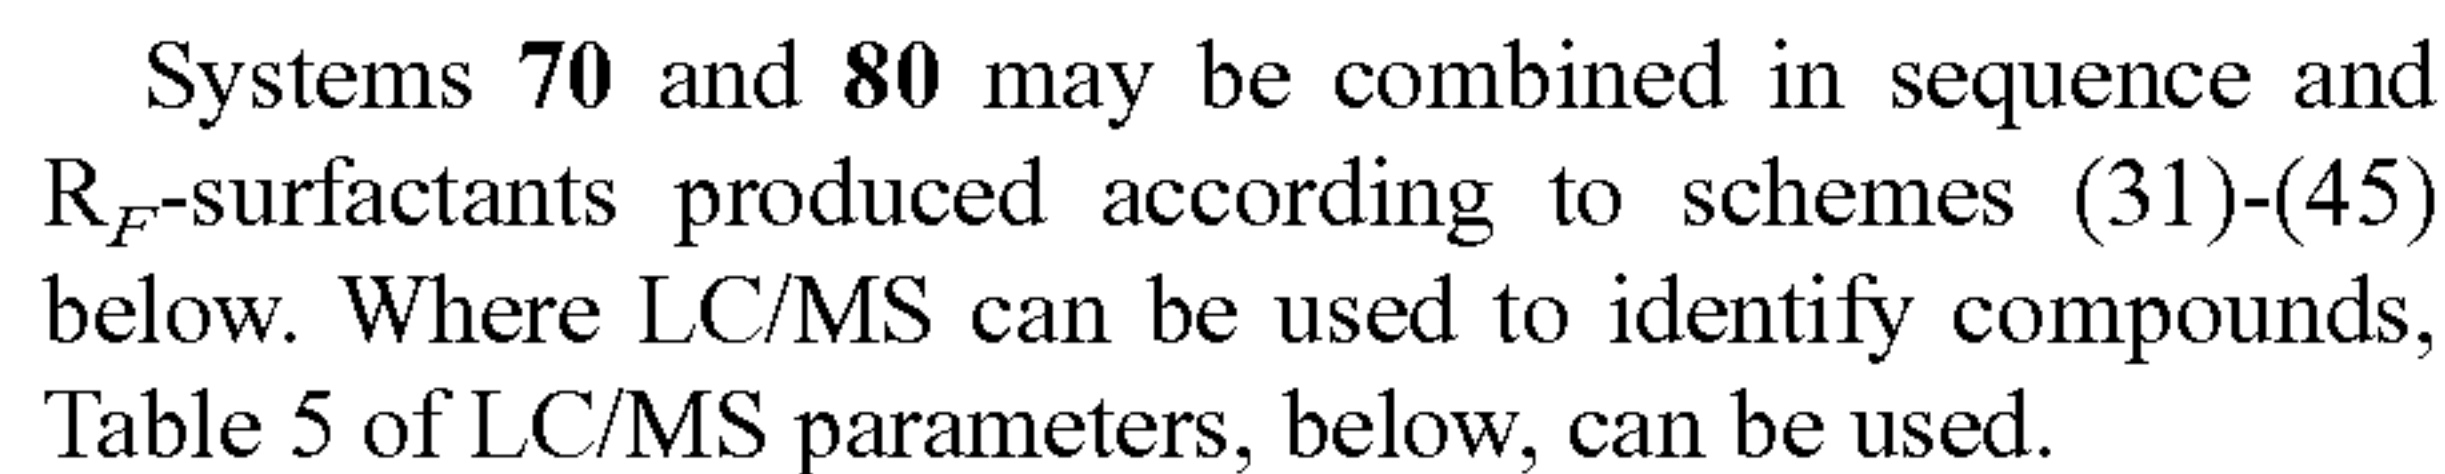 Systems 70 and 80 may be combined in sequence and
R_F-surfactants produced according to schemes (31)-(45)
below. Where LC/MS can be used to identify compounds,
Table 5 of LC/MS parameters, below, can be used.